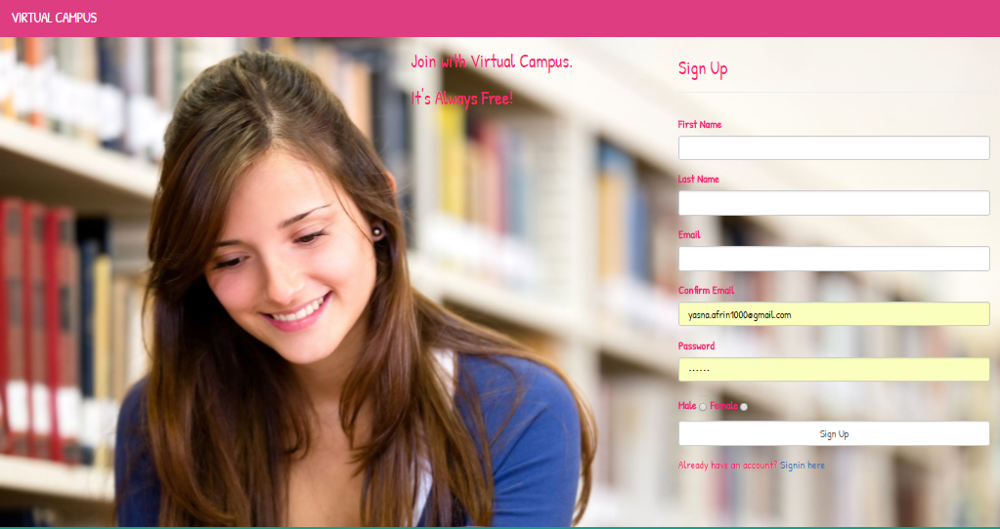 VIRTUAL CAMPUS
Join with Virtual Campus.
It's Always Free!
Sign Up
First Name
Last Name
Email
Confirm Email
yasna.afrin1000@gmail.com
Password
······
Male Female
Sign Up
Already have an account? Signin here